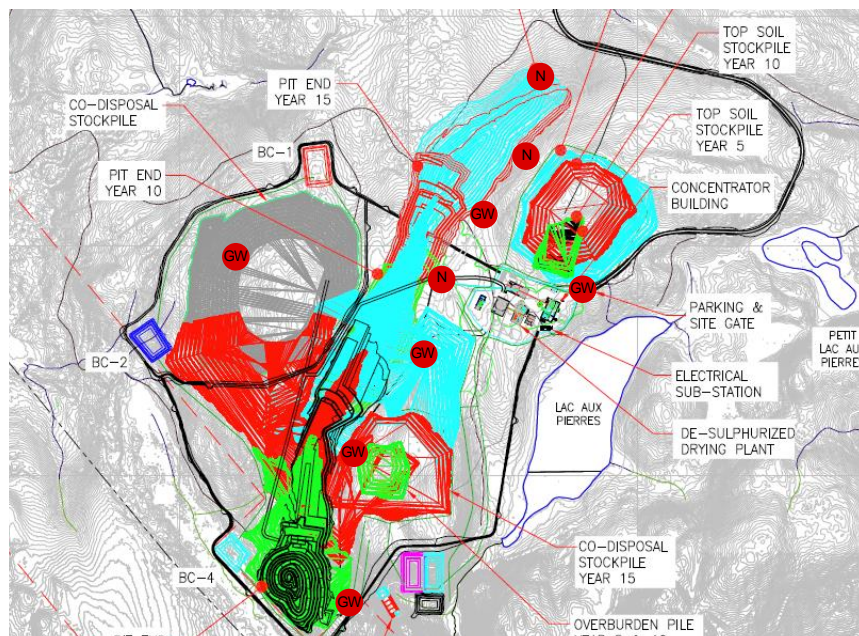 TOP SOIL
STOCKPILE
YEAR 10
PIT END
YEAR 15
N
CO-DISPOSAL
STOCKPILE
TOP SOIL
STOCKPILE
YEAR 5
BC-1
N
PIT END
YEAR 10
CONCENTRATOR
BUILDING
GW
GW
N
GW
PARKING &
SITE GATE
BC-2
GW
PETIT
LAC AU
PIERRE
ELECTRICAL
SUB-STATION
LAC AUX
PIERRES
DE-SULPHURIZED
DRYING PLANT
GW
CO-DISPOSAL
STOCKPILE
YEAR 15
BC-4
GW
OVERBURDEN PILE